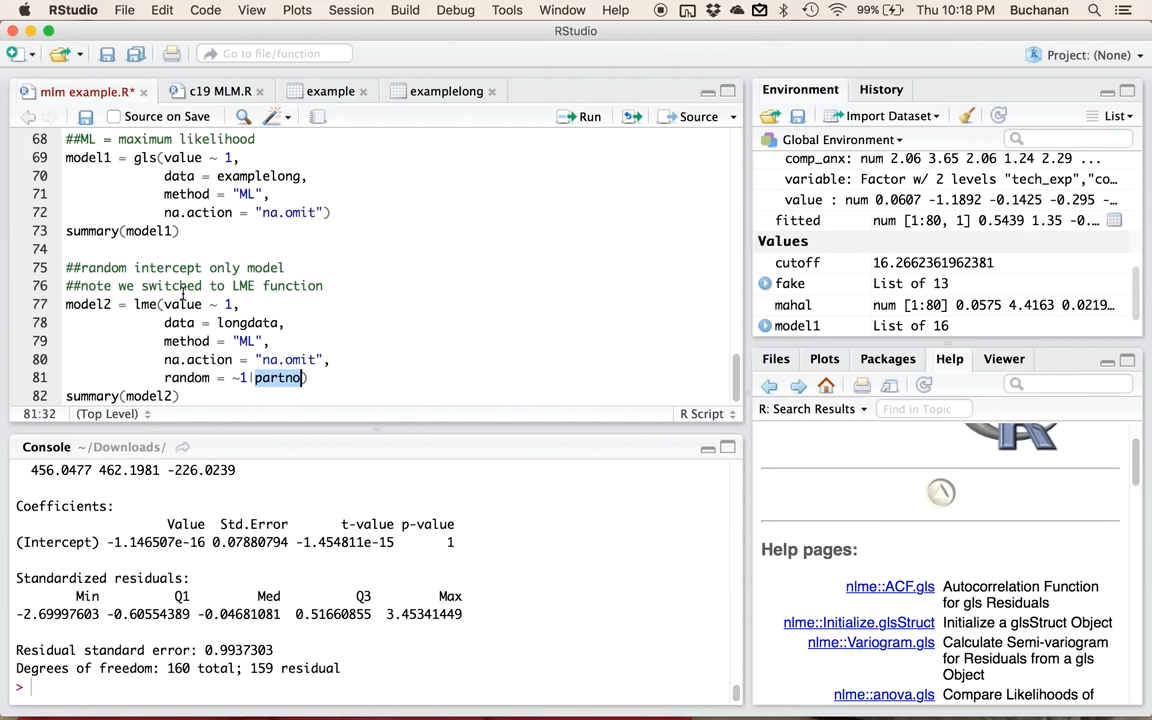 RStudio File Edit Code View Plots Session Build Debug Tools Window Help 99% Thu 10:18 PM Buchanan
RStudio
Go to file/function Project: (None)
mlm example.R* c19 MLM.R example examplelong
Source on Save Run Source
68 ##ML = maximum likelihood
69 model1 = gls(value ~ 1,
70 data = examplelong,
71 method = "ML",
72 na.action = "na.omit")
73 summary(model1)
74
75 ##random intercept only model
76 ##note we switched to LME function
77 model2 = lme(value ~ 1,
78 data = longdata,
79 method = "ML",
80 na.action = "na.omit",
81 random = ~1|partno)
82 summary(model2)
81:32 (Top Level) R Script
Console ~/Downloads/
456.0477 462.1981 -226.0239
Coefficients:
Value Std.Error t-value p-value
(Intercept) -1.146507e-16 0.07880794 -1.454811e-15 1
Standardized residuals:
Min Q1 Med Q3 Max
-2.69997603 -0.60554389 -0.04681081 0.51660855 3.45341449
Residual standard error: 0.9937303
Degrees of freedom: 160 total; 159 residual
>
Environment History
Import Dataset List
Global Environment
comp_anx: num 2.06 3.65 2.06 1.24 2.29 ...
variable: Factor w/ 2 levels "tech_exp","co…
value : num 0.0607 -1.1892 -0.1425 -0.295 -…
fitted num [1:80, 1] 0.5439 1.35 -0.…
Values
cutoff 16.2662361962381
fake List of 13
mahal num [1:80] 0.0575 4.4163 0.0219…
model1 List of 16
Files Plots Packages Help Viewer
R: Search Results Find in Topic
R
Help pages:
nlme::ACF.gls Autocorrelation Function
for gls Residuals
nlme::Initialize.glsStruct Initialize a glsStruct Object
nlme::Variogram.gls Calculate Semi-variogram
for Residuals from a gls
Object
nlme::anova.gls Compare Likelihoods of